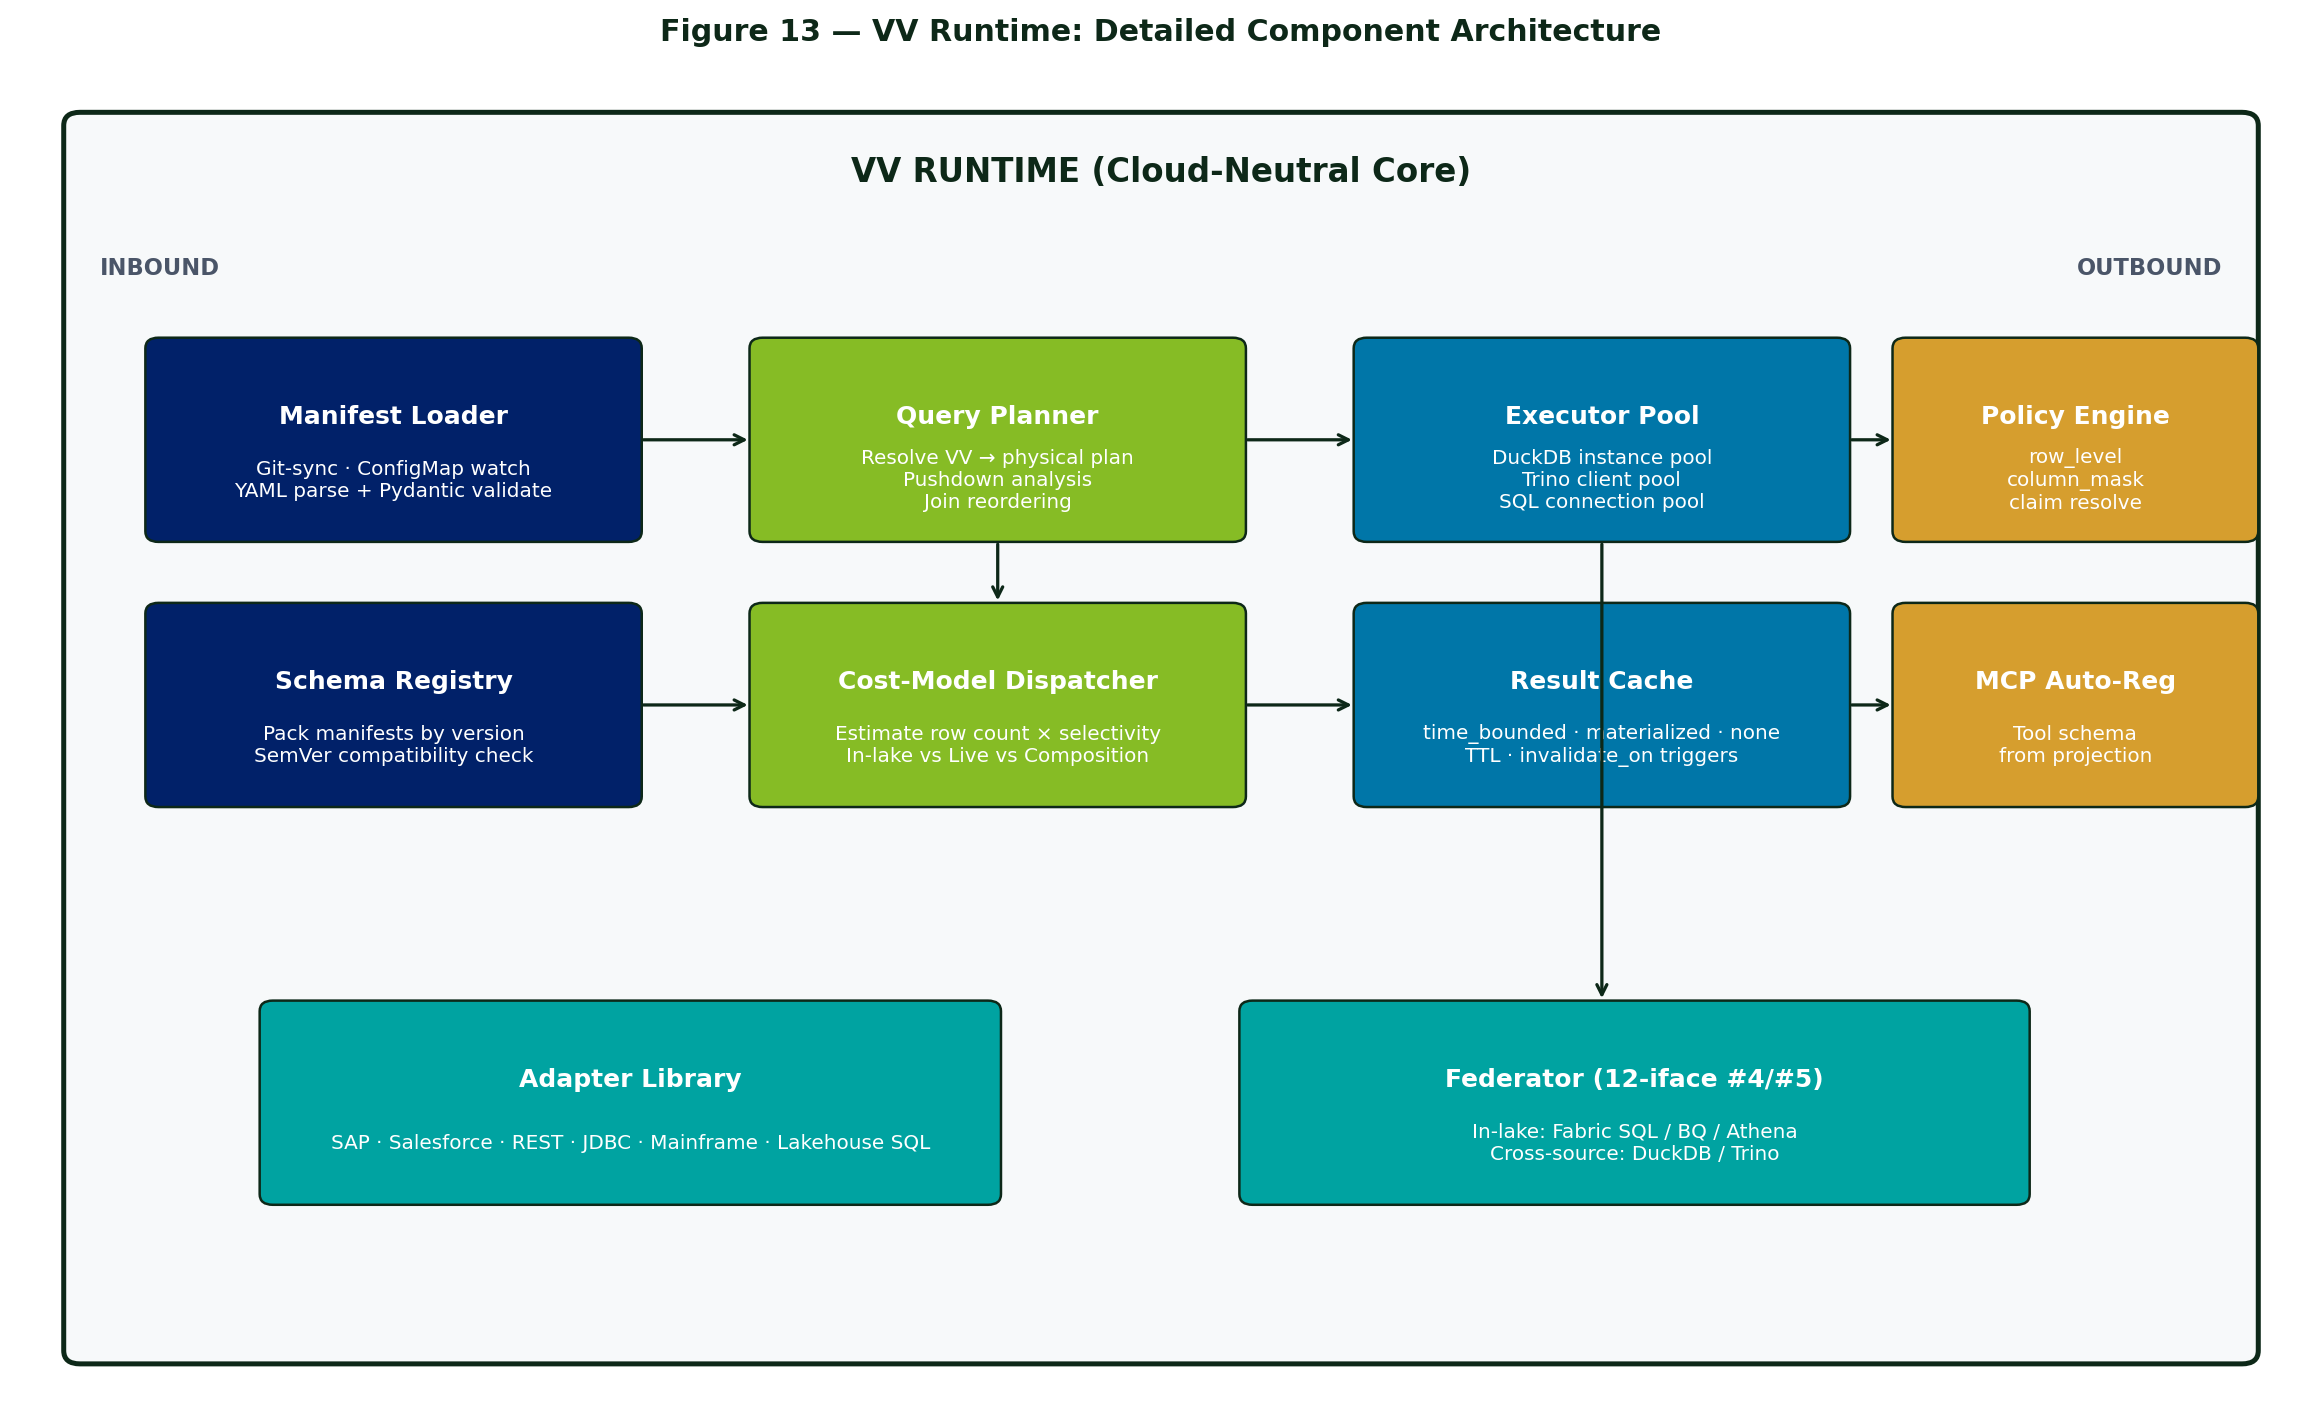 Figure 13 — VV Runtime: Detailed Component Architecture
VV RUNTIME (Cloud-Neutral Core)
INBOUND
OUTBOUND
Manifest Loader
Git-sync · ConfigMap watch
YAML parse + Pydantic validate
Query Planner
Resolve VV → physical plan
Pushdown analysis
Join reordering
Executor Pool
DuckDB instance pool
Trino client pool
SQL connection pool
Policy Engine
row_level
column_mask
claim resolve
Schema Registry
Pack manifests by version
SemVer compatibility check
Cost-Model Dispatcher
Estimate row count × selectivity
In-lake vs Live vs Composition
Result Cache
time_bounded · materialized · none
TTL · invalidate_on triggers
MCP Auto-Reg
Tool schema
from projection
Adapter Library
SAP · Salesforce · REST · JDBC · Mainframe · Lakehouse SQL
Federator (12-iface #4/#5)
In-lake: Fabric SQL / BQ / Athena
Cross-source: DuckDB / Trino